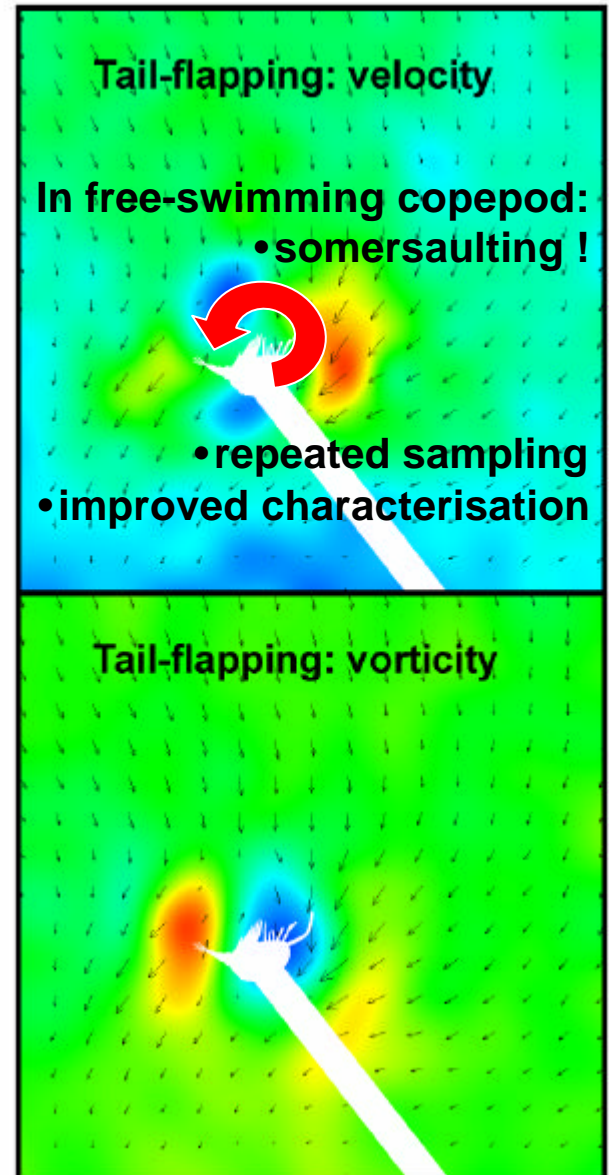 Tail-flapping: velocity
In free-swimming copepod:
•somersaulting !
•repeated sampling
•improved characterisation
Tail-flapping: vorticity